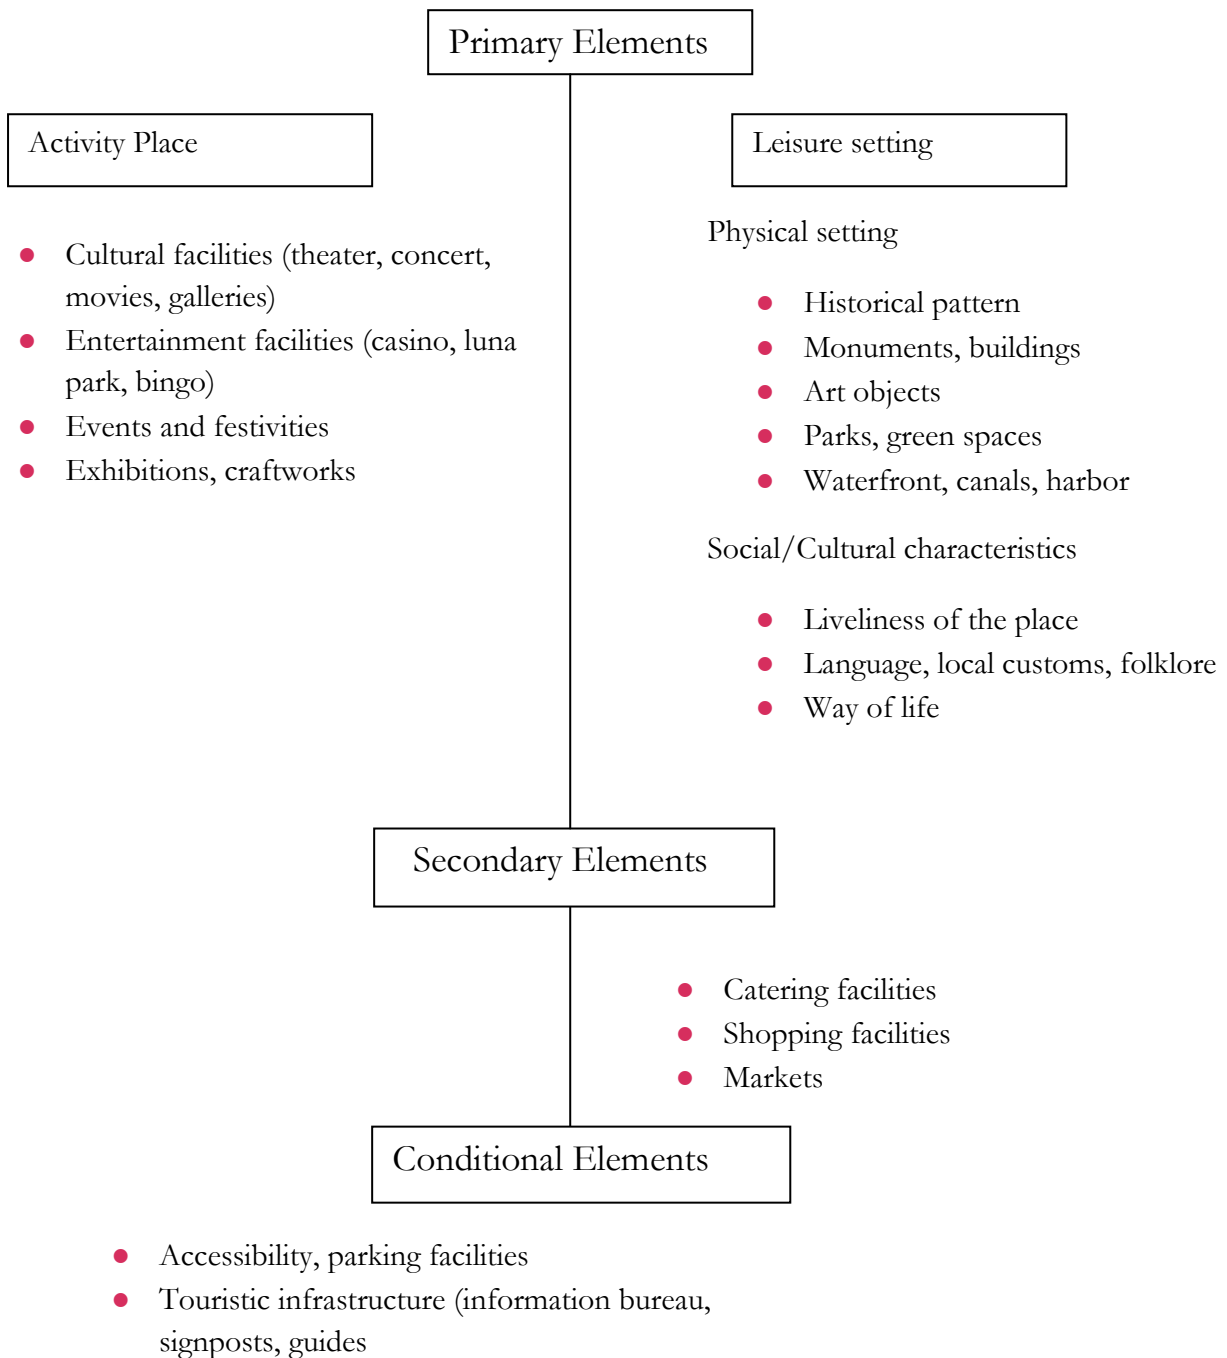 Primary Elements
Activity Place
● Cultural facilities (theater, concert,
movies, galleries)
● Entertainment facilities (casino, luna
park, bingo)
● Events and festivities
● Exhibitions, craftworks
Leisure setting
Physical setting
● Historical pattern
● Monuments, buildings
● Art objects
● Parks, green spaces
● Waterfront, canals, harbor
Social/Cultural characteristics
● Liveliness of the place
● Language, local customs, folklore
● Way of life
Secondary Elements
● Catering facilities
● Shopping facilities
● Markets
Conditional Elements
● Accessibility, parking facilities
● Touristic infrastructure (information bureau,
signposts, guides